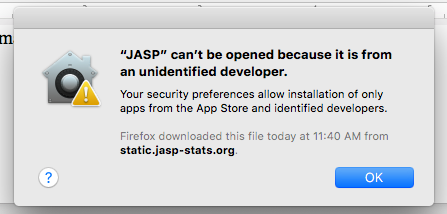 m
“JASP” can’t be opened because it is from
an unidentified developer.
Your security preferences allow installation of only
apps from the App Store and identified developers.
Firefox downloaded this file today at 11:40 AM from
static.jasp-stats.org.
?
OK